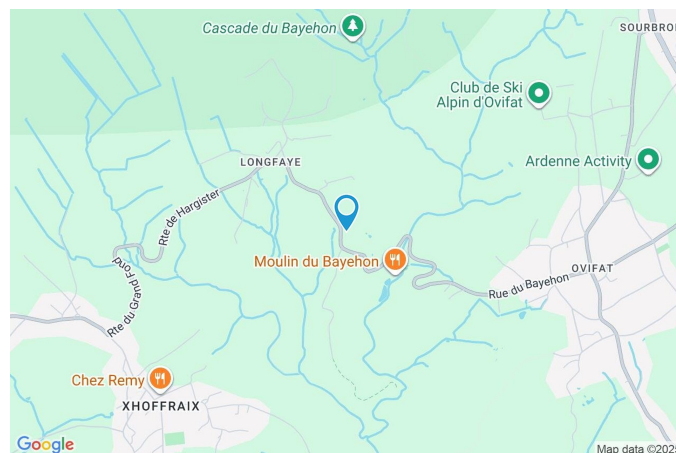 Cascade du Bayehon
SOURBRO
Club de Ski
Alpin d'Ovifat
Ardenne Activity
LONGFAYE
Rte de Hargister
Moulin du Bayehon
OVIFAT
Rue du Bayehon
Rte du Grand Fond
Chez Remy
XHOFFRAIX
Google
Map data ©2025